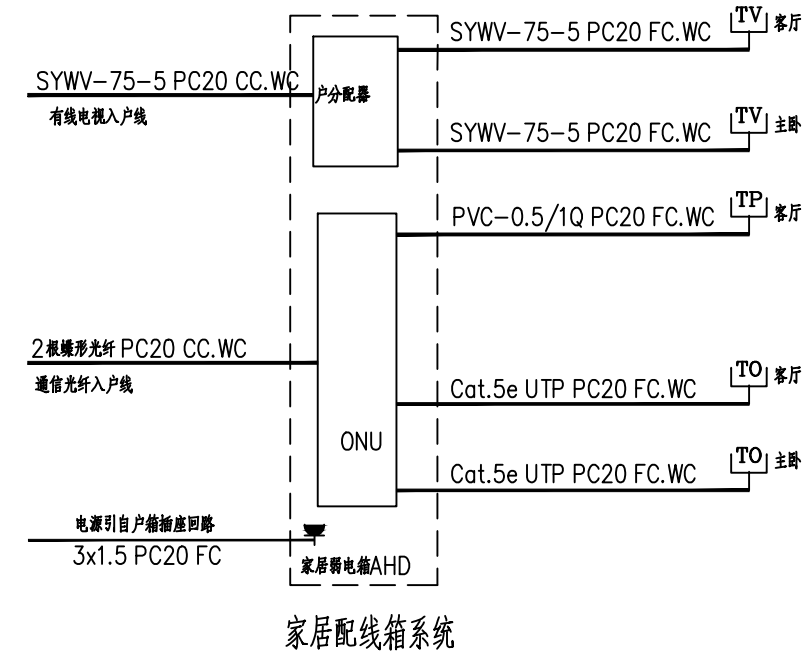 SYWV-75-5 PC20 FC.WC
TV 客厅
SYWV-75-5 PC20 CC.WC
户分配器
有线电视入户线
SYWV-75-5 PC20 FC.WC
TV 主卧
PVC-0.5/1Q PC20 FC.WC
TP 客厅
2根蝶形光纤 PC20 CC.WC
通信光纤入户线
Cat.5e UTP PC20 FC.WC
TO 客厅
ONU
Cat.5e UTP PC20 FC.WC
TO 主卧
电源引自户箱插座回路
3x1.5 PC20 FC
家居弱电箱AHD
家居配线箱系统